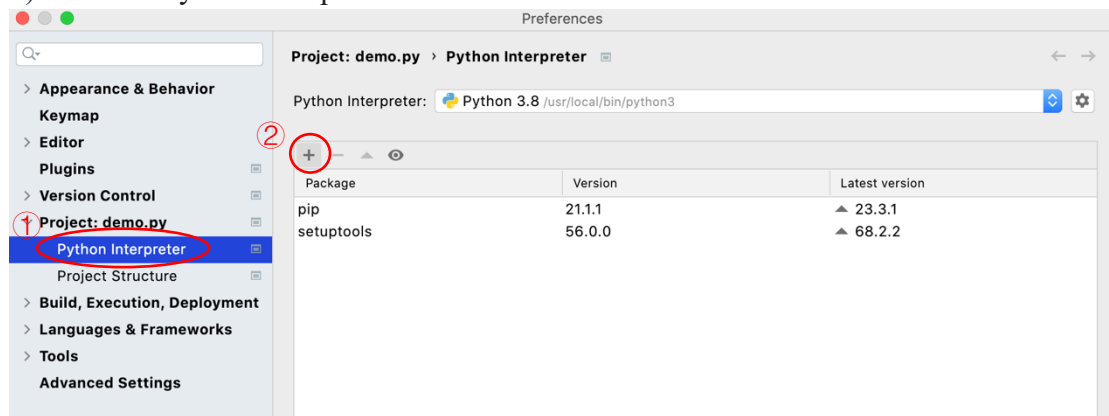 Preferences
Project: demo.py › Python Interpreter
Appearance & Behavior
Python Interpreter: Python 3.8 /usr/local/bin/python3
Keymap
Editor
②
Plugins
Package Version Latest version
Version Control
pip 21.1.1 23.3.1
① Project: demo.py
setuptools 56.0.0 68.2.2
Python Interpreter
Project Structure
Build, Execution, Deployment
Languages & Frameworks
Tools
Advanced Settings